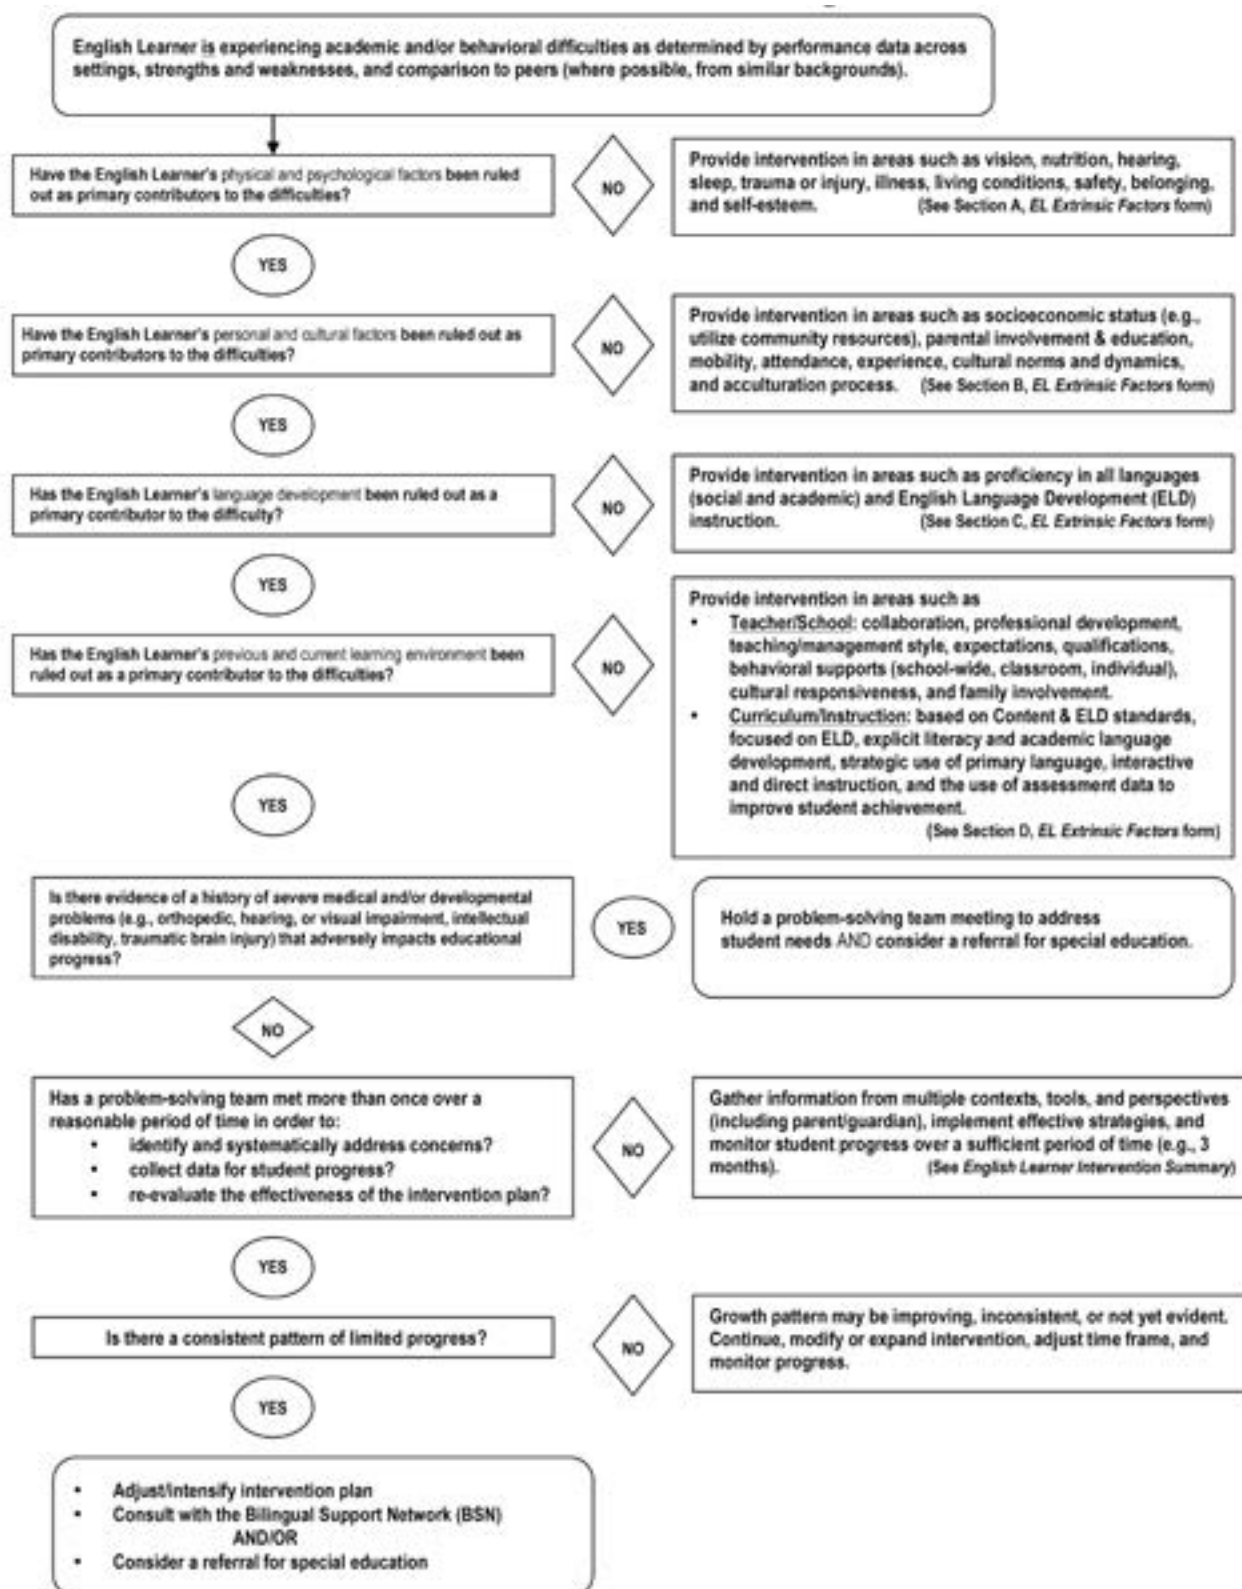 English Learner is experiencing academic and/or behavioral difficulties as determined by performance data across
settings, strengths and weaknesses, and comparison to peers (where possible, from similar backgrounds).
Have the English Learner's physical and psychological factors been ruled
out as primary contributors to the difficulties?
NO
Provide intervention in areas such as vision, nutrition, hearing,
sleep, trauma or injury, illness, living conditions, safety, belonging,
and self-esteem. (See Section A, EL Extrinsic Factors form)
YES
Have the English Learner's personal and cultural factors been ruled out as
primary contributors to the difficulties?
NO
Provide intervention in areas such as socioeconomic status (e.g.,
utilize community resources), parental involvement & education,
mobility, attendance, experience, cultural norms and dynamics,
and acculturation process. (See Section B, EL Extrinsic Factors form)
YES
Has the English Learner's language development been ruled out as a
primary contributor to the difficulty?
NO
Provide intervention in areas such as proficiency in all languages
(social and academic) and English Language Development (ELD)
instruction. (See Section C, EL Extrinsic Factors form)
YES
Has the English Learner's previous and current learning environment been
ruled out as a primary contributor to the difficulties?
NO
Provide intervention in areas such as
• Teacher/School: collaboration, professional development,
teaching/management style, expectations, qualifications,
behavioral supports (school-wide, classroom, individual),
cultural responsiveness, and family involvement.
• Curriculum/Instruction: based on Content & ELD standards,
focused on ELD, explicit literacy and academic language
development, strategic use of primary language, interactive
and direct instruction, and the use of assessment data to
improve student achievement.
(See Section D, EL Extrinsic Factors form)
YES
Is there evidence of a history of severe medical and/or developmental
problems (e.g., orthopedic, hearing, or visual impairment, intellectual
disability, traumatic brain injury) that adversely impacts educational
progress?
YES
Hold a problem-solving team meeting to address
student needs AND consider a referral for special education.
NO
Has a problem-solving team met more than once over a
reasonable period of time in order to:
• identify and systematically address concerns?
• collect data for student progress?
• re-evaluate the effectiveness of the intervention plan?
NO
Gather information from multiple contexts, tools, and perspectives
(including parent/guardian), implement effective strategies, and
monitor student progress over a sufficient period of time (e.g., 3
months). (See English Learner Intervention Summary)
YES
Is there a consistent pattern of limited progress?
NO
Growth pattern may be improving, inconsistent, or not yet evident.
Continue, modify or expand intervention, adjust time frame, and
monitor progress.
YES
• Adjust/intensify intervention plan
• Consult with the Bilingual Support Network (BSN)
AND/OR
• Consider a referral for special education